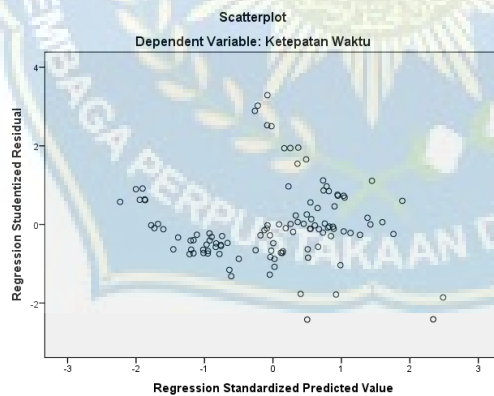 Scatterplot
Dependent Variable: Ketepatan Waktu
Regression Studentized Residual
4
2
0
-2
-3 -2 -1 0 1 2 3
Regression Standardized Predicted Value